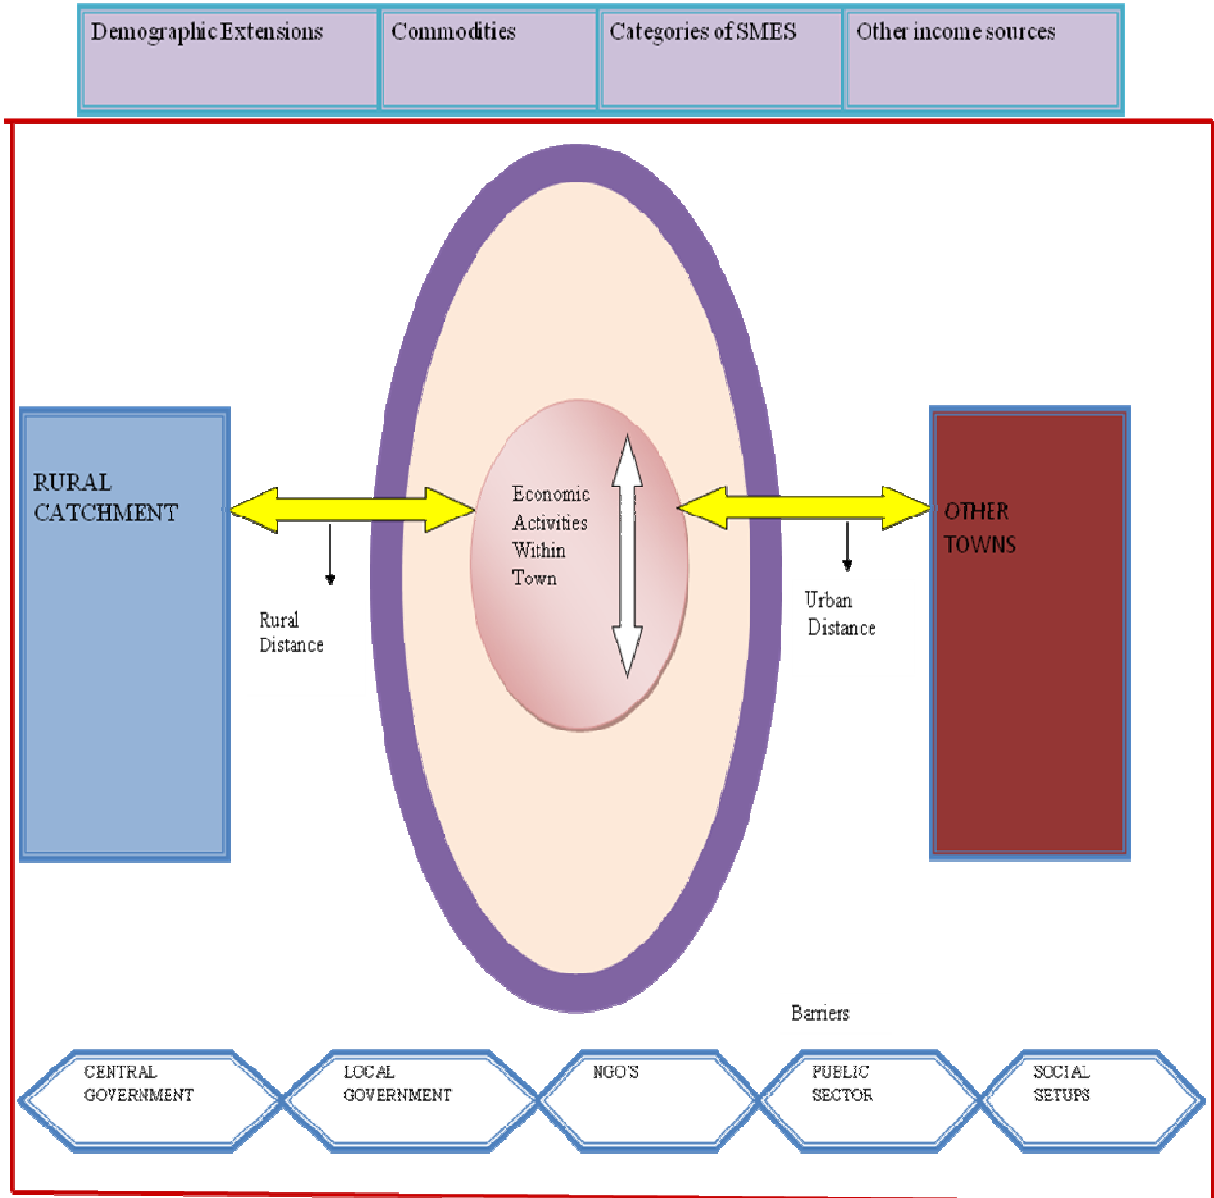 Demographic Extensions
Commodities
Categories of SMES
Other income sources
RURAL
CATCHMENT
Economic
Activities
Within
Town
OTHER
TOWNS
Rural
Distance
Urban
Distance
Barriers
CENTRAL
GOVERNMENT
LOCAL
GOVERNMENT
NGO'S
PUBLIC
SECTOR
SOCIAL
SETUPS